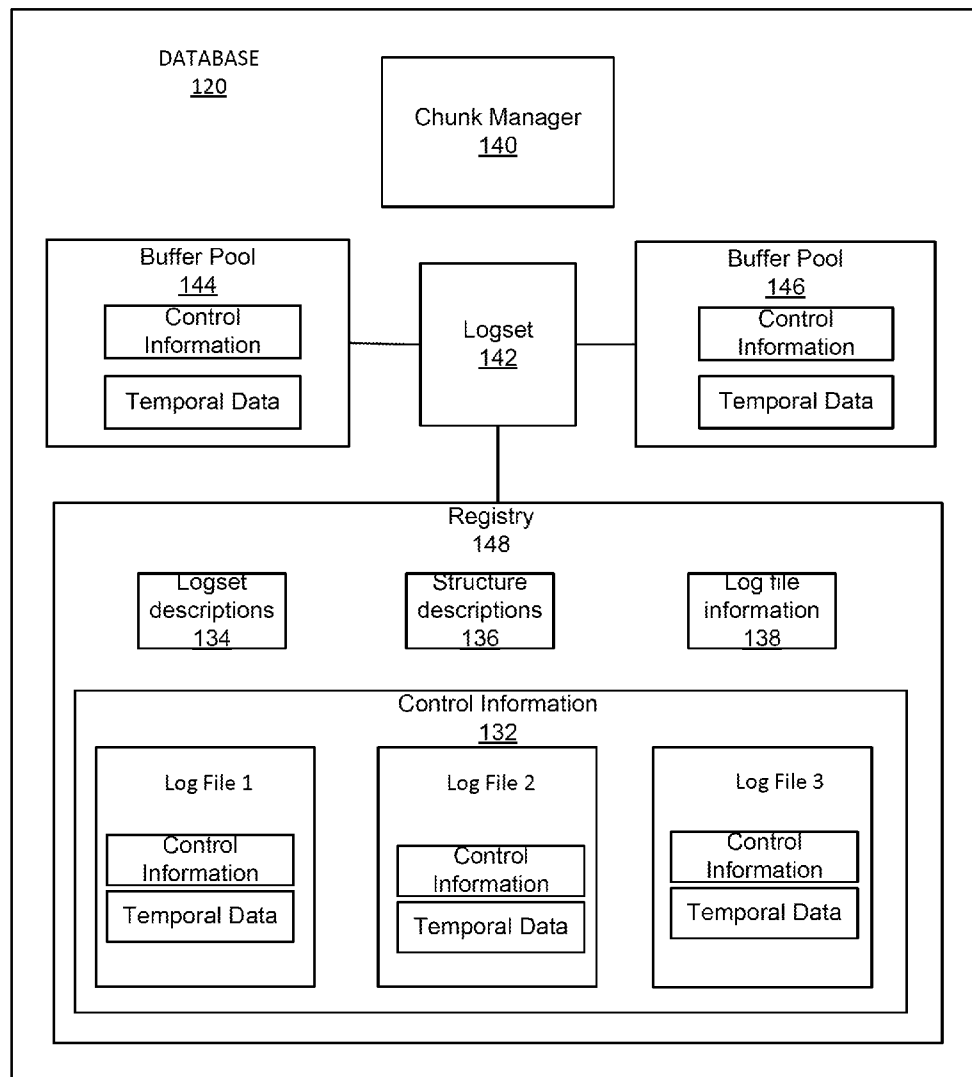 DATABASE
120
Chunk Manager
140
Buffer Pool
144
Control
Information
Temporal Data
Logset
142
Buffer Pool
146
Control
Information
Temporal Data
Registry
148
Logset
descriptions
134
Structure
descriptions
136
Log file
information
138
Control Information
132
Log File 1
Control
Information
Temporal Data
Log File 2
Control
Information
Temporal Data
Log File 3
Control
Information
Temporal Data